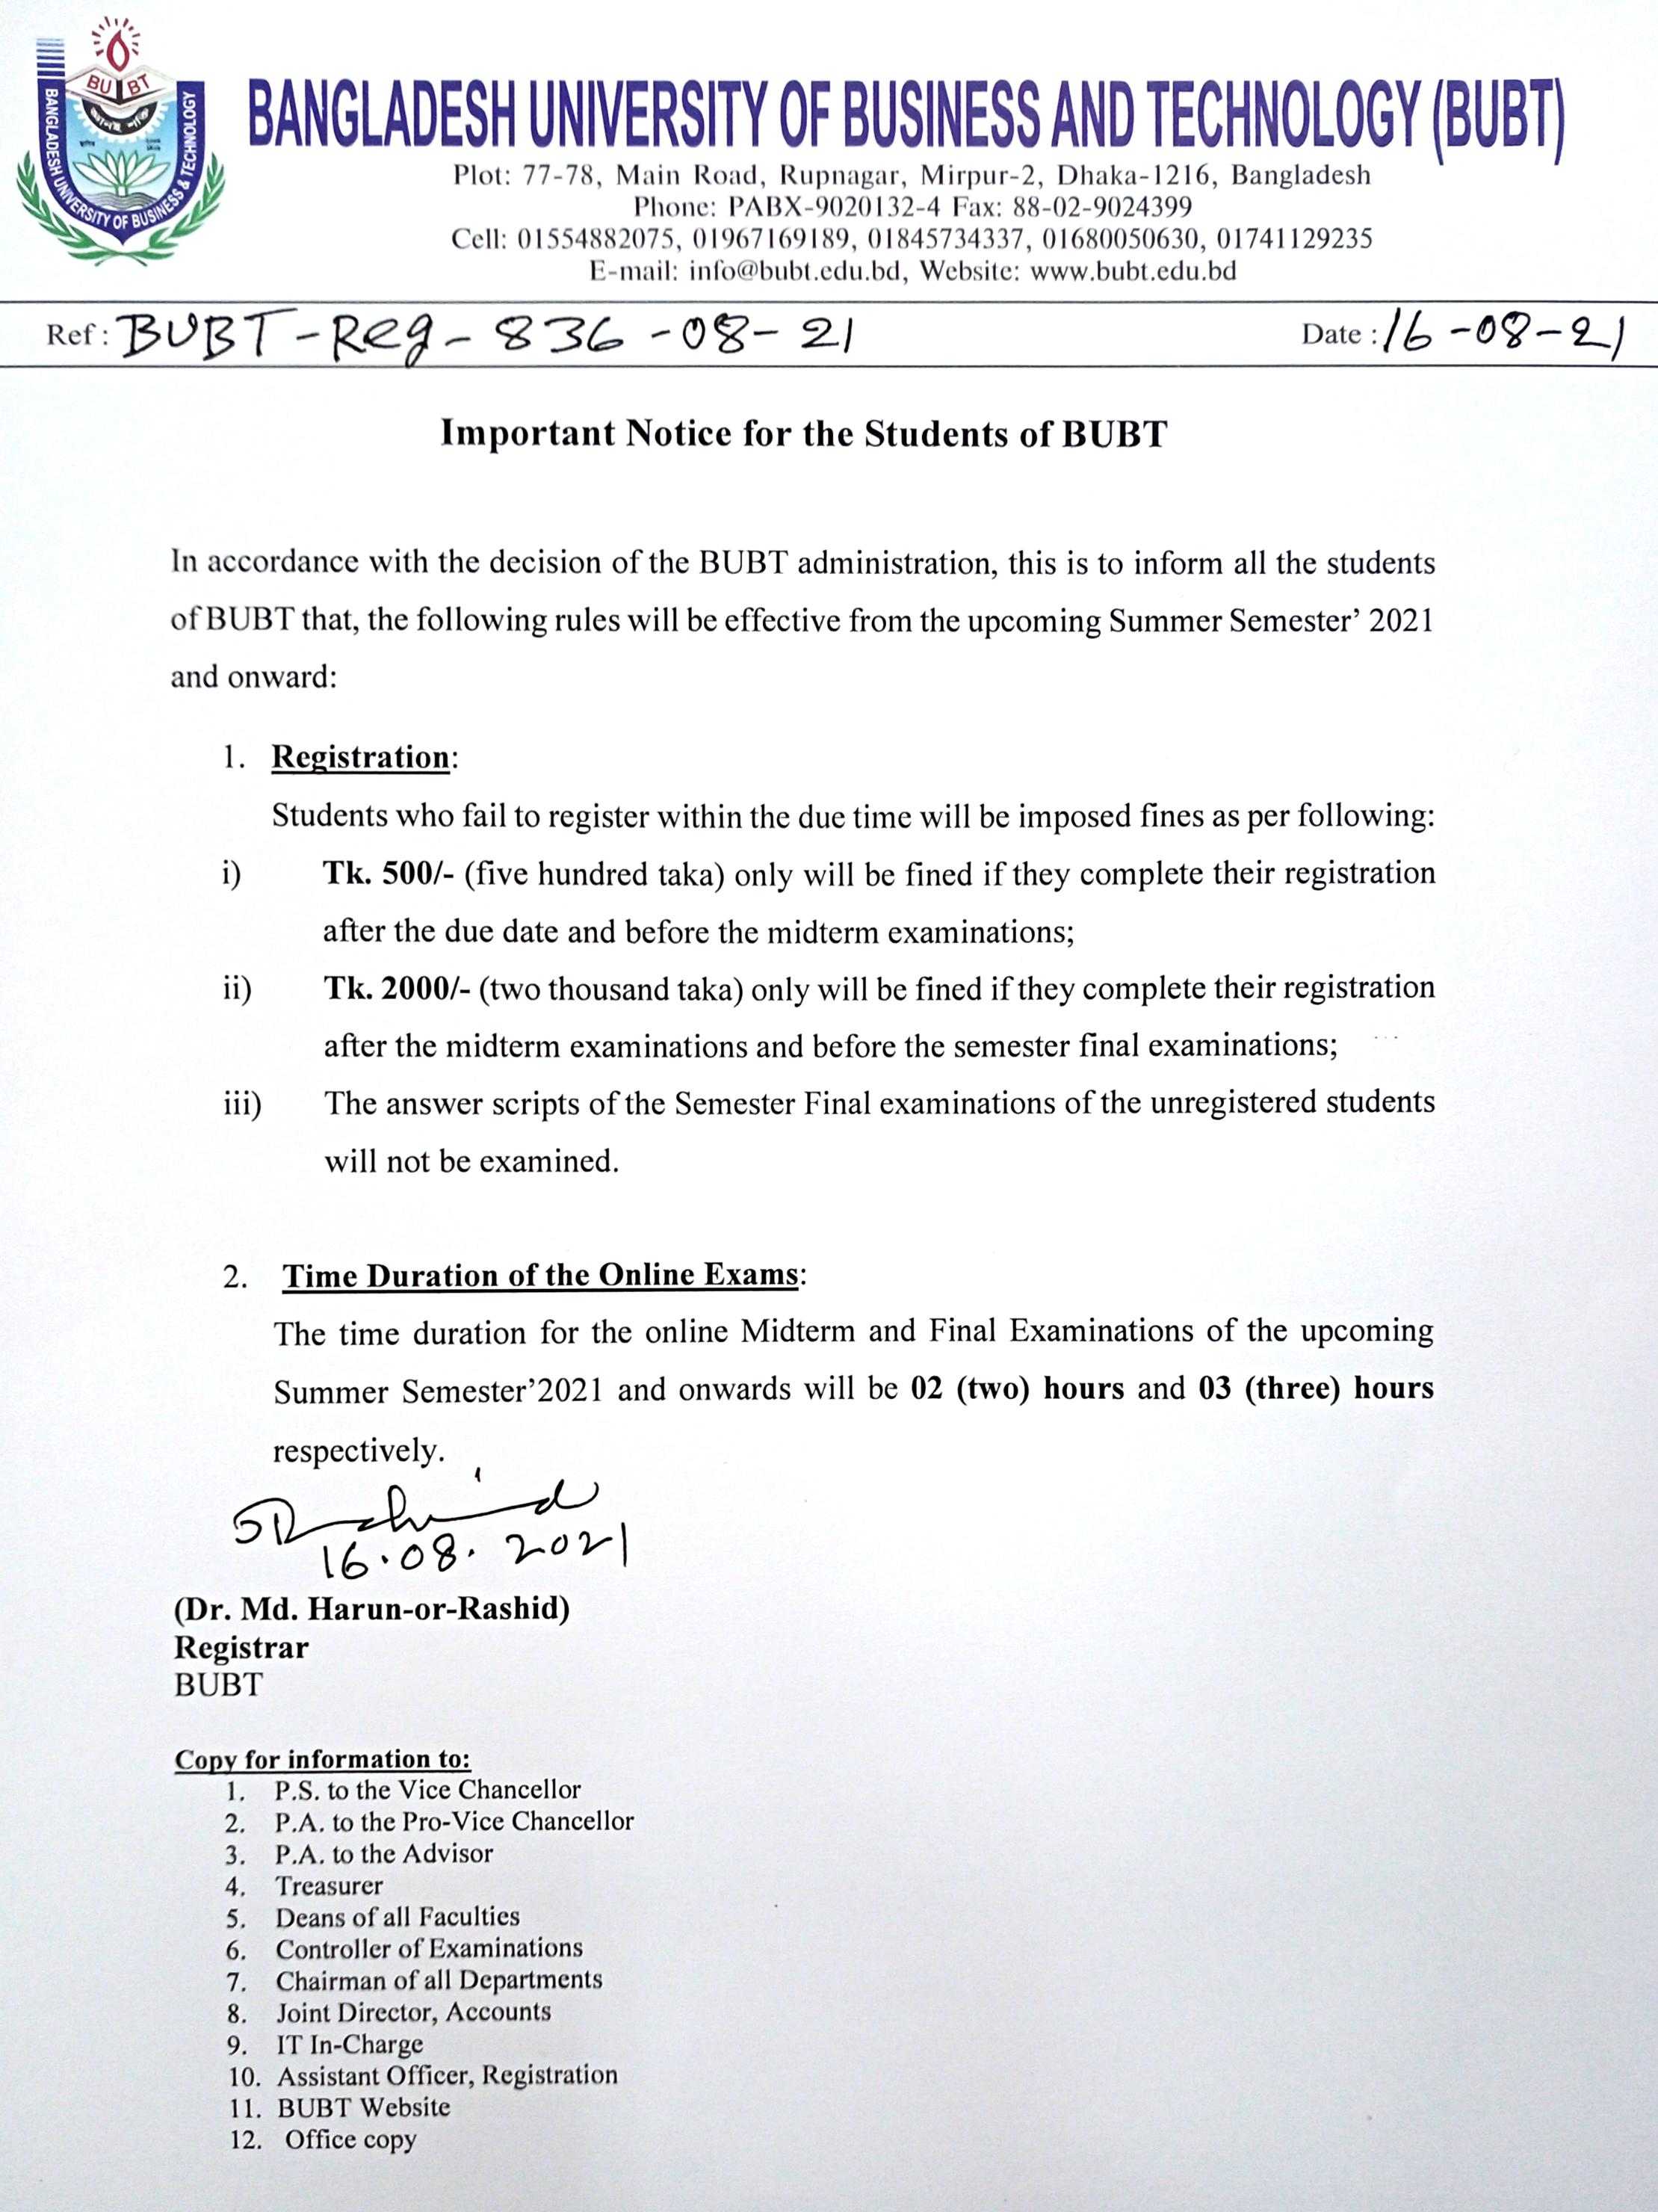 BU BT
BANGLADESH UNIVERSITY OF BUSINESS & TECHNOLOGY
BANGLADESH UNIVERSITY OF BUSINESS AND TECHNOLOGY (BUBT)
Plot: 77-78, Main Road, Rupnagar, Mirpur-2, Dhaka-1216, Bangladesh
Phone: PABX-9020132-4 Fax: 88-02-9024399
Cell: 01554882075, 01967169189, 01845734337, 01680050630, 01741129235
E-mail: info@bubt.edu.bd, Website: www.bubt.edu.bd
Ref: BUBT-Reg-836-08-21 Date: 16-08-21
Important Notice for the Students of BUBT
In accordance with the decision of the BUBT administration, this is to inform all the students
of BUBT that, the following rules will be effective from the upcoming Summer Semester' 2021
and onward:
1. Registration:
Students who fail to register within the due time will be imposed fines as per following:
i) Tk. 500/- (five hundred taka) only will be fined if they complete their registration
after the due date and before the midterm examinations;
ii) Tk. 2000/- (two thousand taka) only will be fined if they complete their registration
after the midterm examinations and before the semester final examinations;
iii) The answer scripts of the Semester Final examinations of the unregistered students
will not be examined.
2. Time Duration of the Online Exams:
The time duration for the online Midterm and Final Examinations of the upcoming
Summer Semester'2021 and onwards will be 02 (two) hours and 03 (three) hours
respectively.
16.08.2021
(Dr. Md. Harun-or-Rashid)
Registrar
BUBT
Copy for information to:
1. P.S. to the Vice Chancellor
2. P.A. to the Pro-Vice Chancellor
3. P.A. to the Advisor
4. Treasurer
5. Deans of all Faculties
6. Controller of Examinations
7. Chairman of all Departments
8. Joint Director, Accounts
9. IT In-Charge
10. Assistant Officer, Registration
11. BUBT Website
12. Office copy